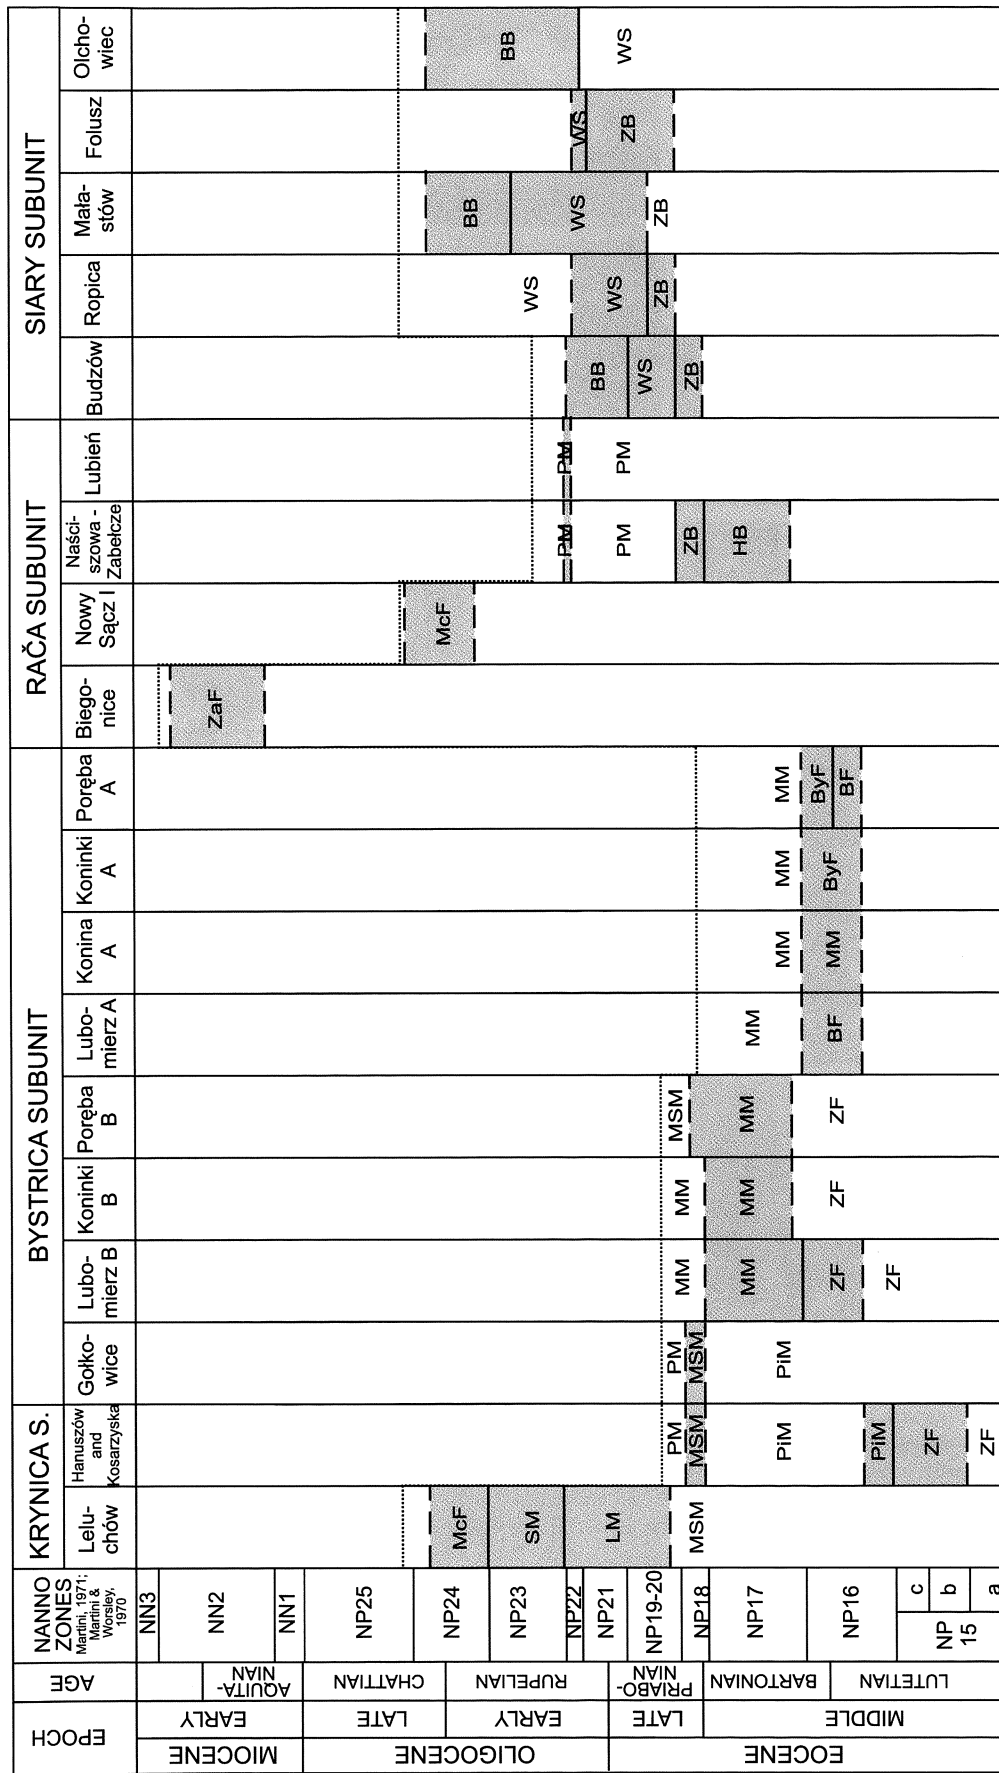 EPOCH
AGE
NANNO
ZONES
Martini, 1971;
Martini &
Worsley,
1970
KRYNICA S.
BYSTRICA SUBUNIT
RAČA SUBUNIT
SIARY SUBUNIT
Lelu-
chów
Hanuszów
and
Kosarzyska
Gołko-
wice
Lubo-
mierz B
Koninki
B
Poręba
B
Lubo-
mierz A
Konina
A
Koninki
A
Poręba
A
Biego-
nice
Nowy
Sącz I
Naści-
szowa -
Zabełcze
Lubień
Budzów
Ropica
Mała-
stów
Folusz
Olcho-
wiec
MIOCENE
OLIGOCENE
EOCENE
EARLY
LATE
EARLY
LATE
MIDDLE
AQUITA-
NIAN
CHATTIAN
RUPELIAN
PRIABO-
NIAN
BARTONIAN
LUTETIAN
NN3
NN2
NN1
NP25
NP24
NP23
NP22
NP21
NP19-20
NP18
NP17
NP16
NP
15
c
b
a
McF
SM
LM
MSM
PM
MSM
PiM
PiM
ZF
ZF
PM
MSM
PiM
MM
MM
ZF
ZF
MM
MM
ZF
MSM
MM
ZF
MM
BF
MM
MM
MM
ByF
MM
ByF
BF
ZaF
McF
PM
PM
ZB
HB
PM
PM
BB
WS
ZB
WS
WS
ZB
BB
WS
ZB
WS
ZB
BB
WS